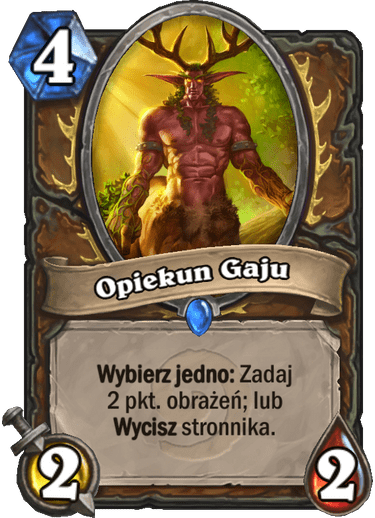 4
Opiekun Gaju
Wybierz jedno: Zadaj
2 pkt. obrażeń; lub
Wycisz stronnika.
2
2